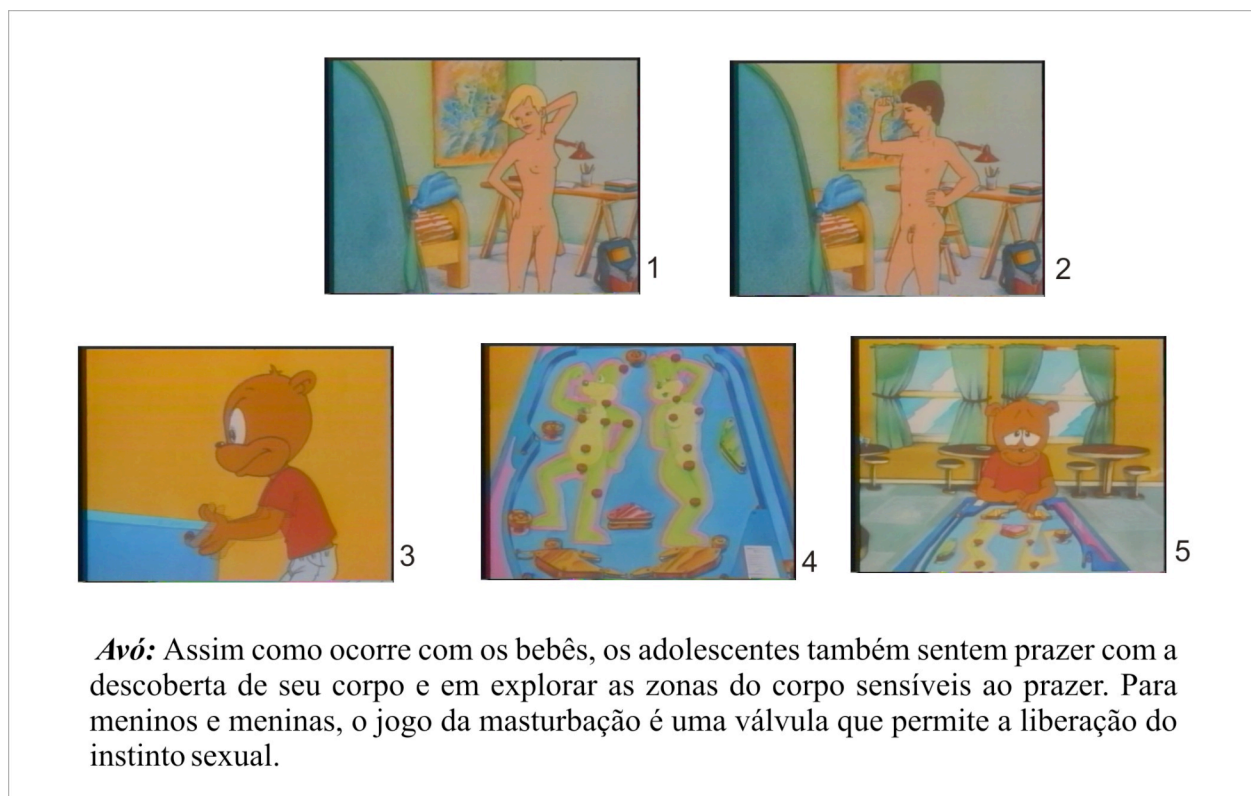 1
2
3
4
5
Avó: Assim como ocorre com os bebês, os adolescentes também sentem prazer com a
descoberta de seu corpo e em explorar as zonas do corpo sensíveis ao prazer. Para
meninos e meninas, o jogo da masturbação é uma válvula que permite a liberação do
instinto sexual.